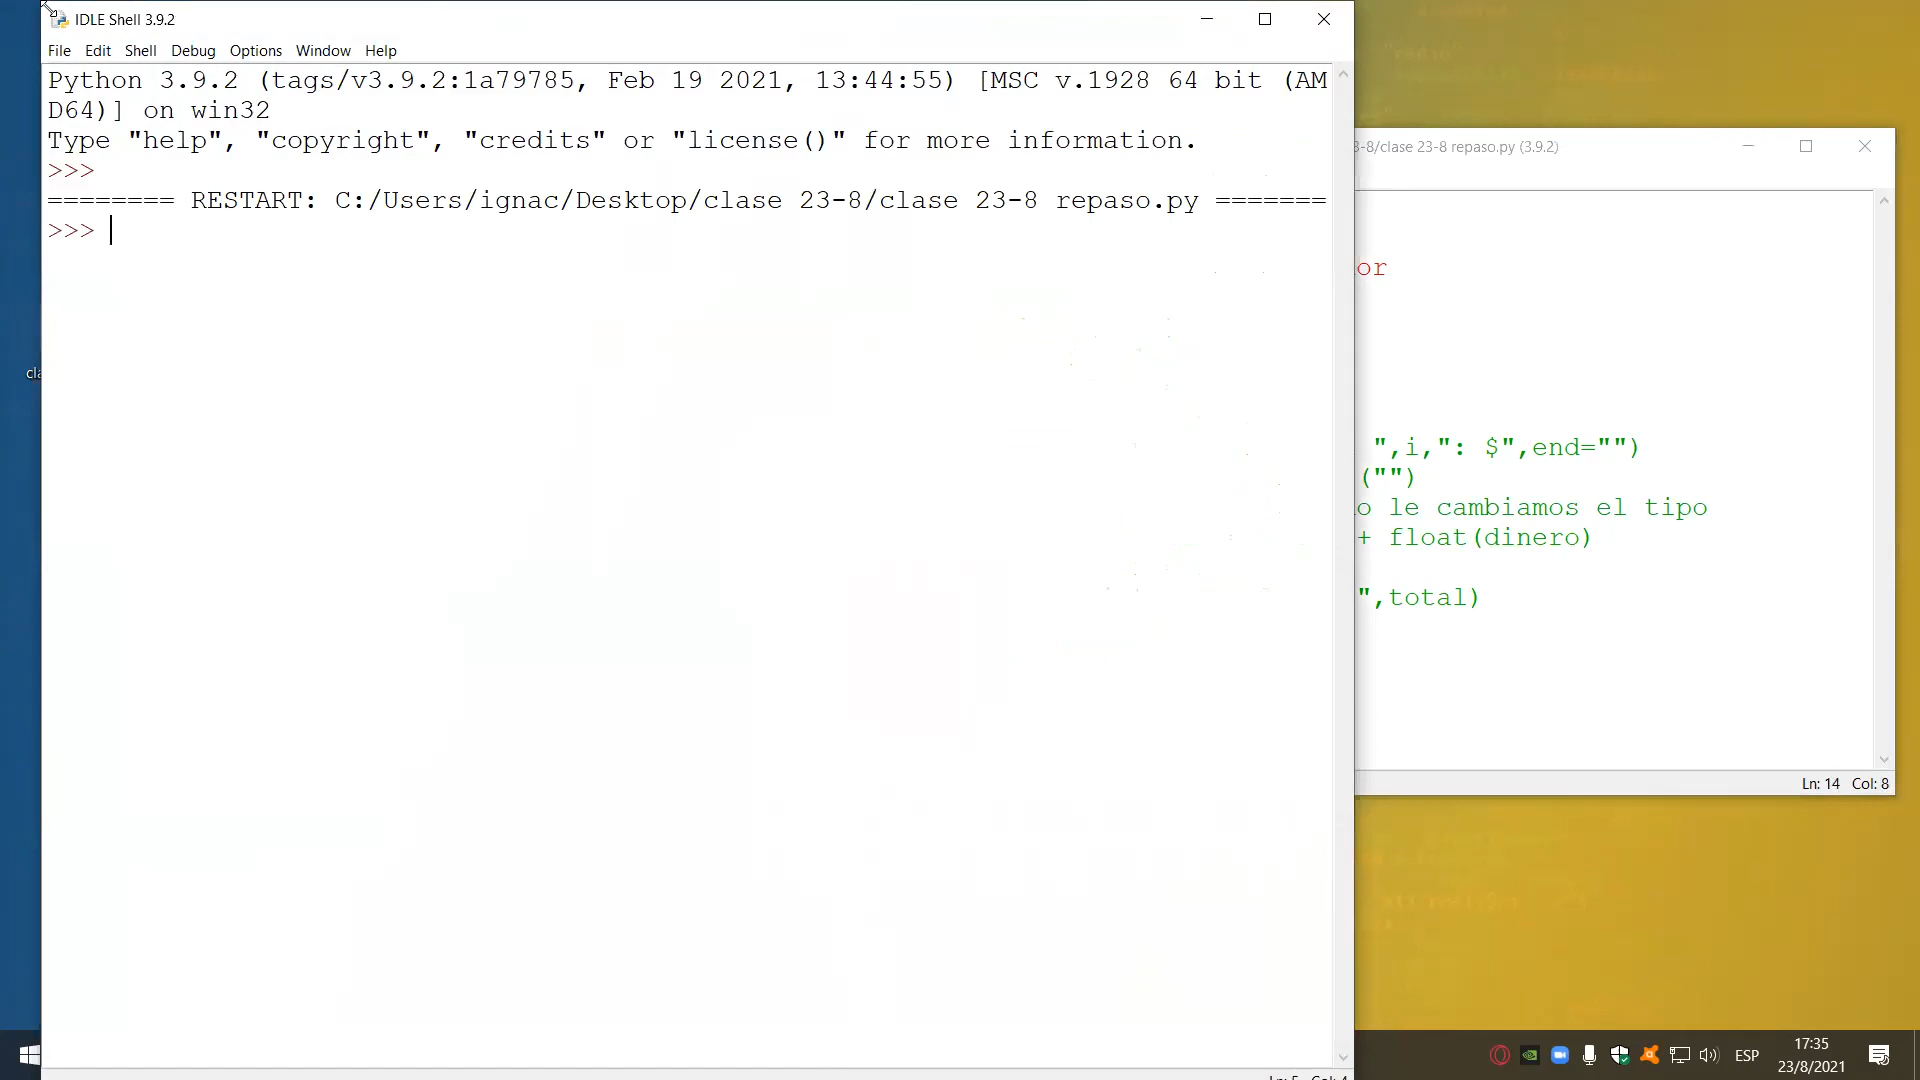 IDLE Shell 3.9.2
File Edit Shell Debug Options Window Help
Python 3.9.2 (tags/v3.9.2:1a79785, Feb 19 2021, 13:44:55) [MSC v.1928 64 bit (AM
D64)] on win32
Type "help", "copyright", "credits" or "license()" for more information.
>>>
======== RESTART: C:/Users/ignac/Desktop/clase 23-8/clase 23-8 repaso.py =======
>>>
3-8/clase 23-8 repaso.py (3.9.2)
or
",i,": $",end="")
("")
o le cambiamos el tipo
+ float(dinero)
",total)
Ln: 14 Col: 8
cla
ESP
17:35
23/8/2021